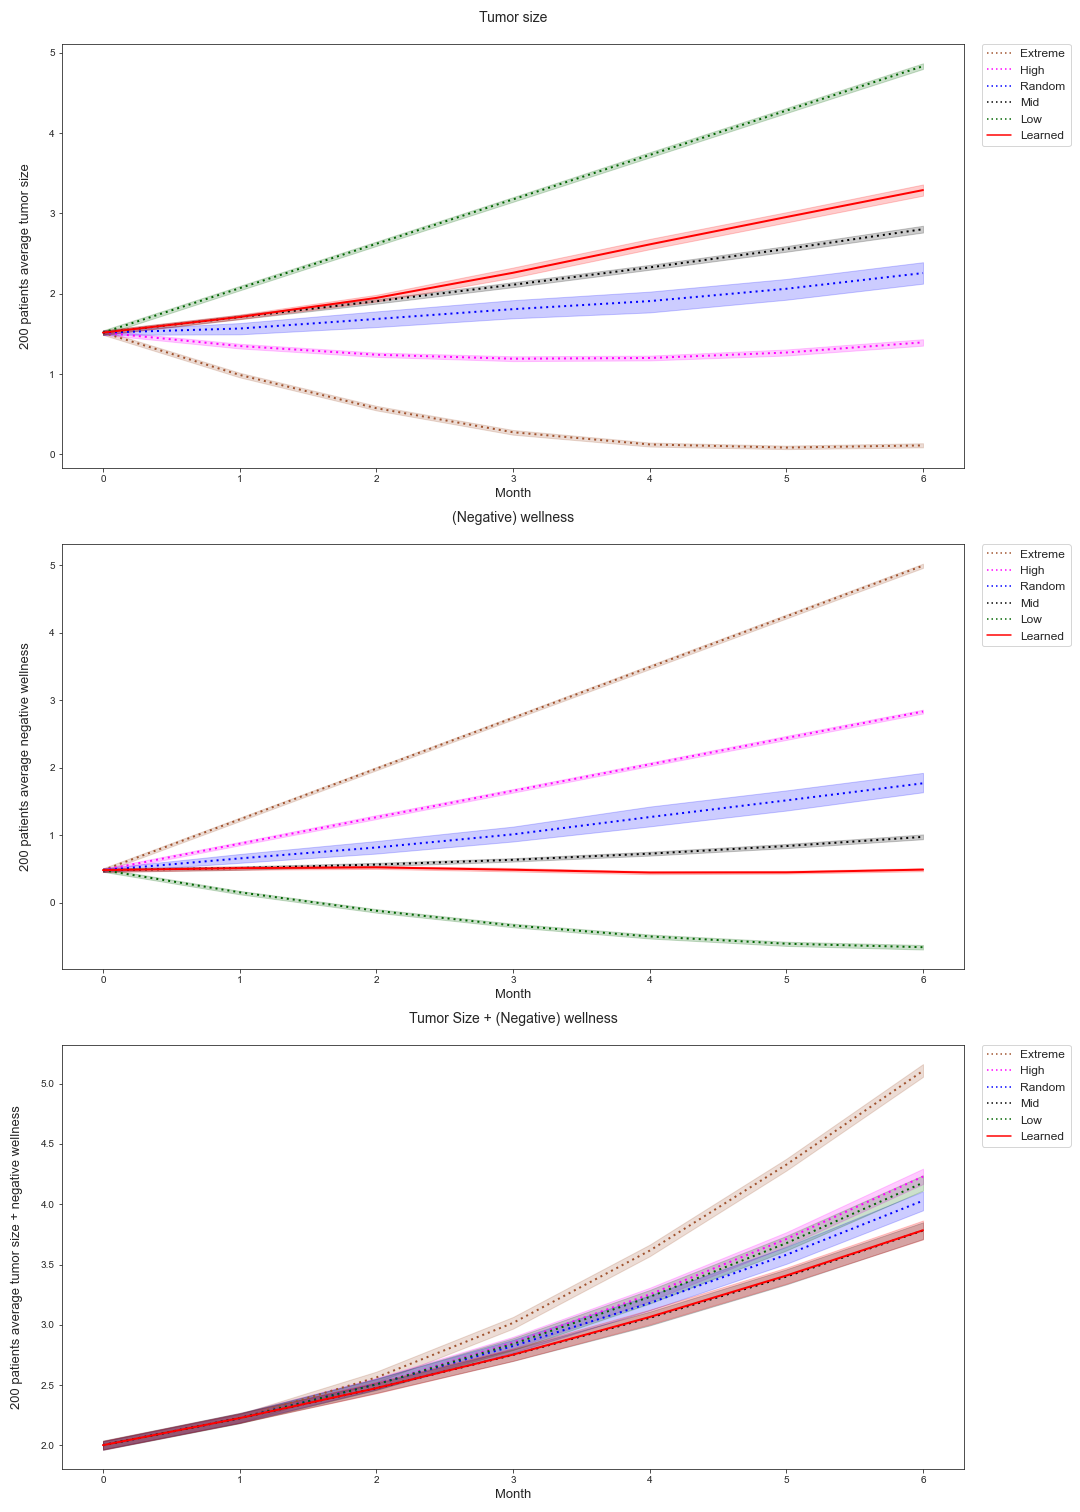 Tumor size
200 patients average tumor size
5
4
3
2
1
0
0 1 2 3 4 5 6
Month
Extreme
High
Random
Mid
Low
Learned
(Negative) wellness
200 patients average negative wellness
5
4
3
2
1
0
0 1 2 3 4 5 6
Month
Extreme
High
Random
Mid
Low
Learned
Tumor Size + (Negative) wellness
200 patients average tumor size + negative wellness
5.0
4.5
4.0
3.5
3.0
2.5
2.0
0 1 2 3 4 5 6
Month
Extreme
High
Random
Mid
Low
Learned